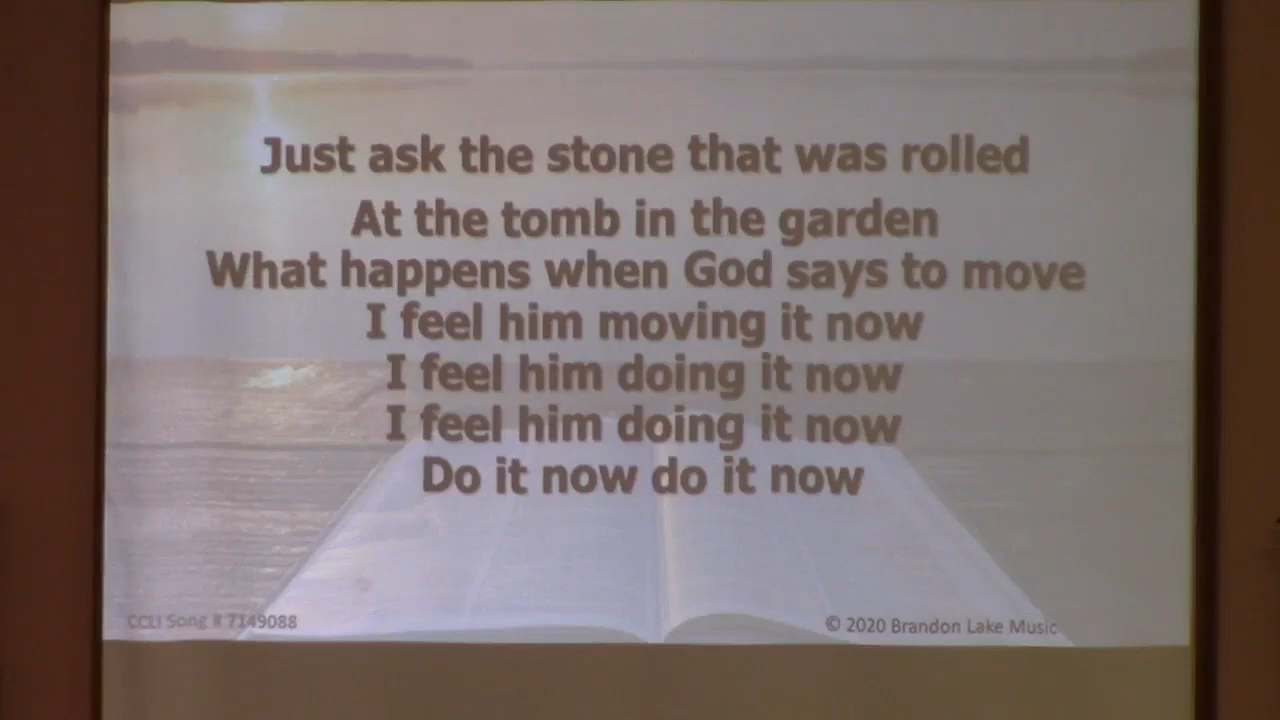 Just ask the stone that was rolled
At the tomb in the garden
What happens when God says to move
I feel him moving it now
I feel him doing it now
I feel him doing it now
Do it now do it now
CCLI Song # 7149088
© 2020 Brandon Lake Music